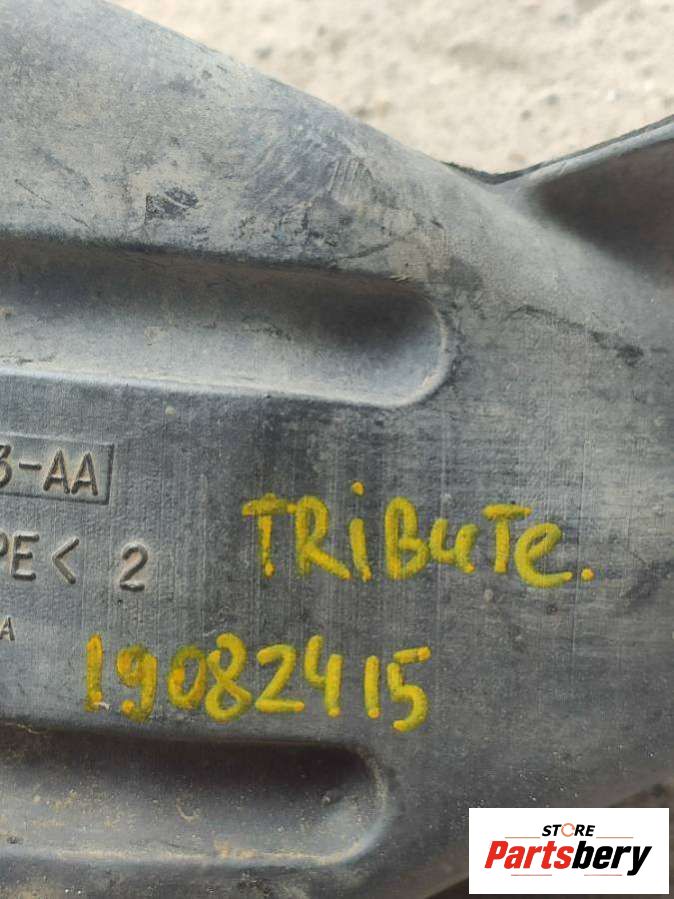 3-AA
TRiBuTe.
PE< 2
A
19082415
STORE
Partsbery